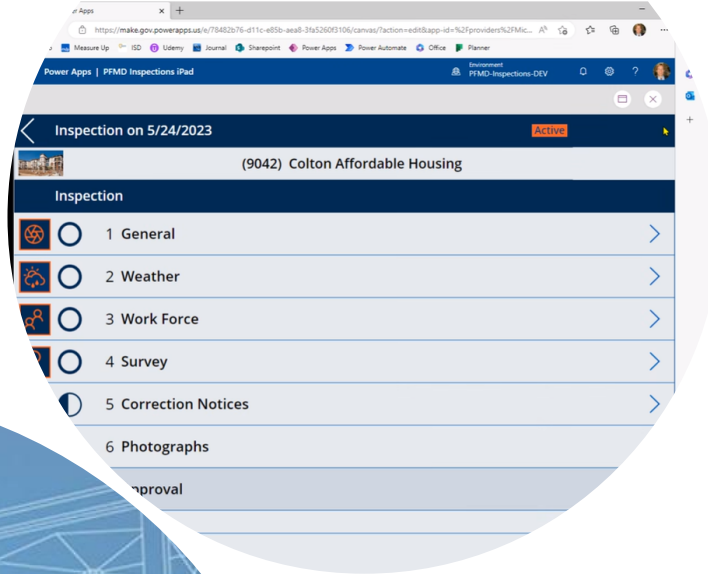 Apps
https://make.gov.powerapps.us/e/78482b76-d11c-e85b-aea8-3fa5260f3106/canvas/?action=edit&app-id=%2Fproviders%2FMic...
Measure Up ISD Udemy Journal Sharepoint Power Apps Power Automate Office Planner
Environment
Power Apps | PFMD Inspections iPad PFMD-Inspections-DEV
Inspection on 5/24/2023 Active
(9042) Colton Affordable Housing
Inspection
1 General
2 Weather
3 Work Force
4 Survey
5 Correction Notices
6 Photographs